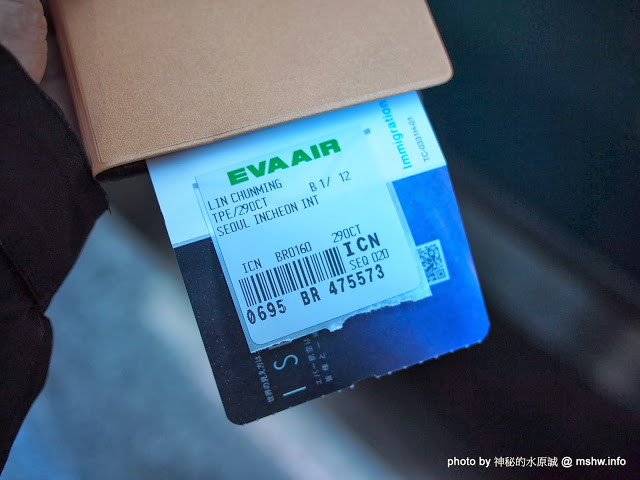 EVA AIR
LIN CHUNMING B 1/ 12
TPE/29OCT
SEOUL INCHEON INT
ICN BR0160 29OCT
ICN
SEQ 020
0695 BR 475573
Immigration
I S
photo by 神秘的水原誠 @ mshw.info